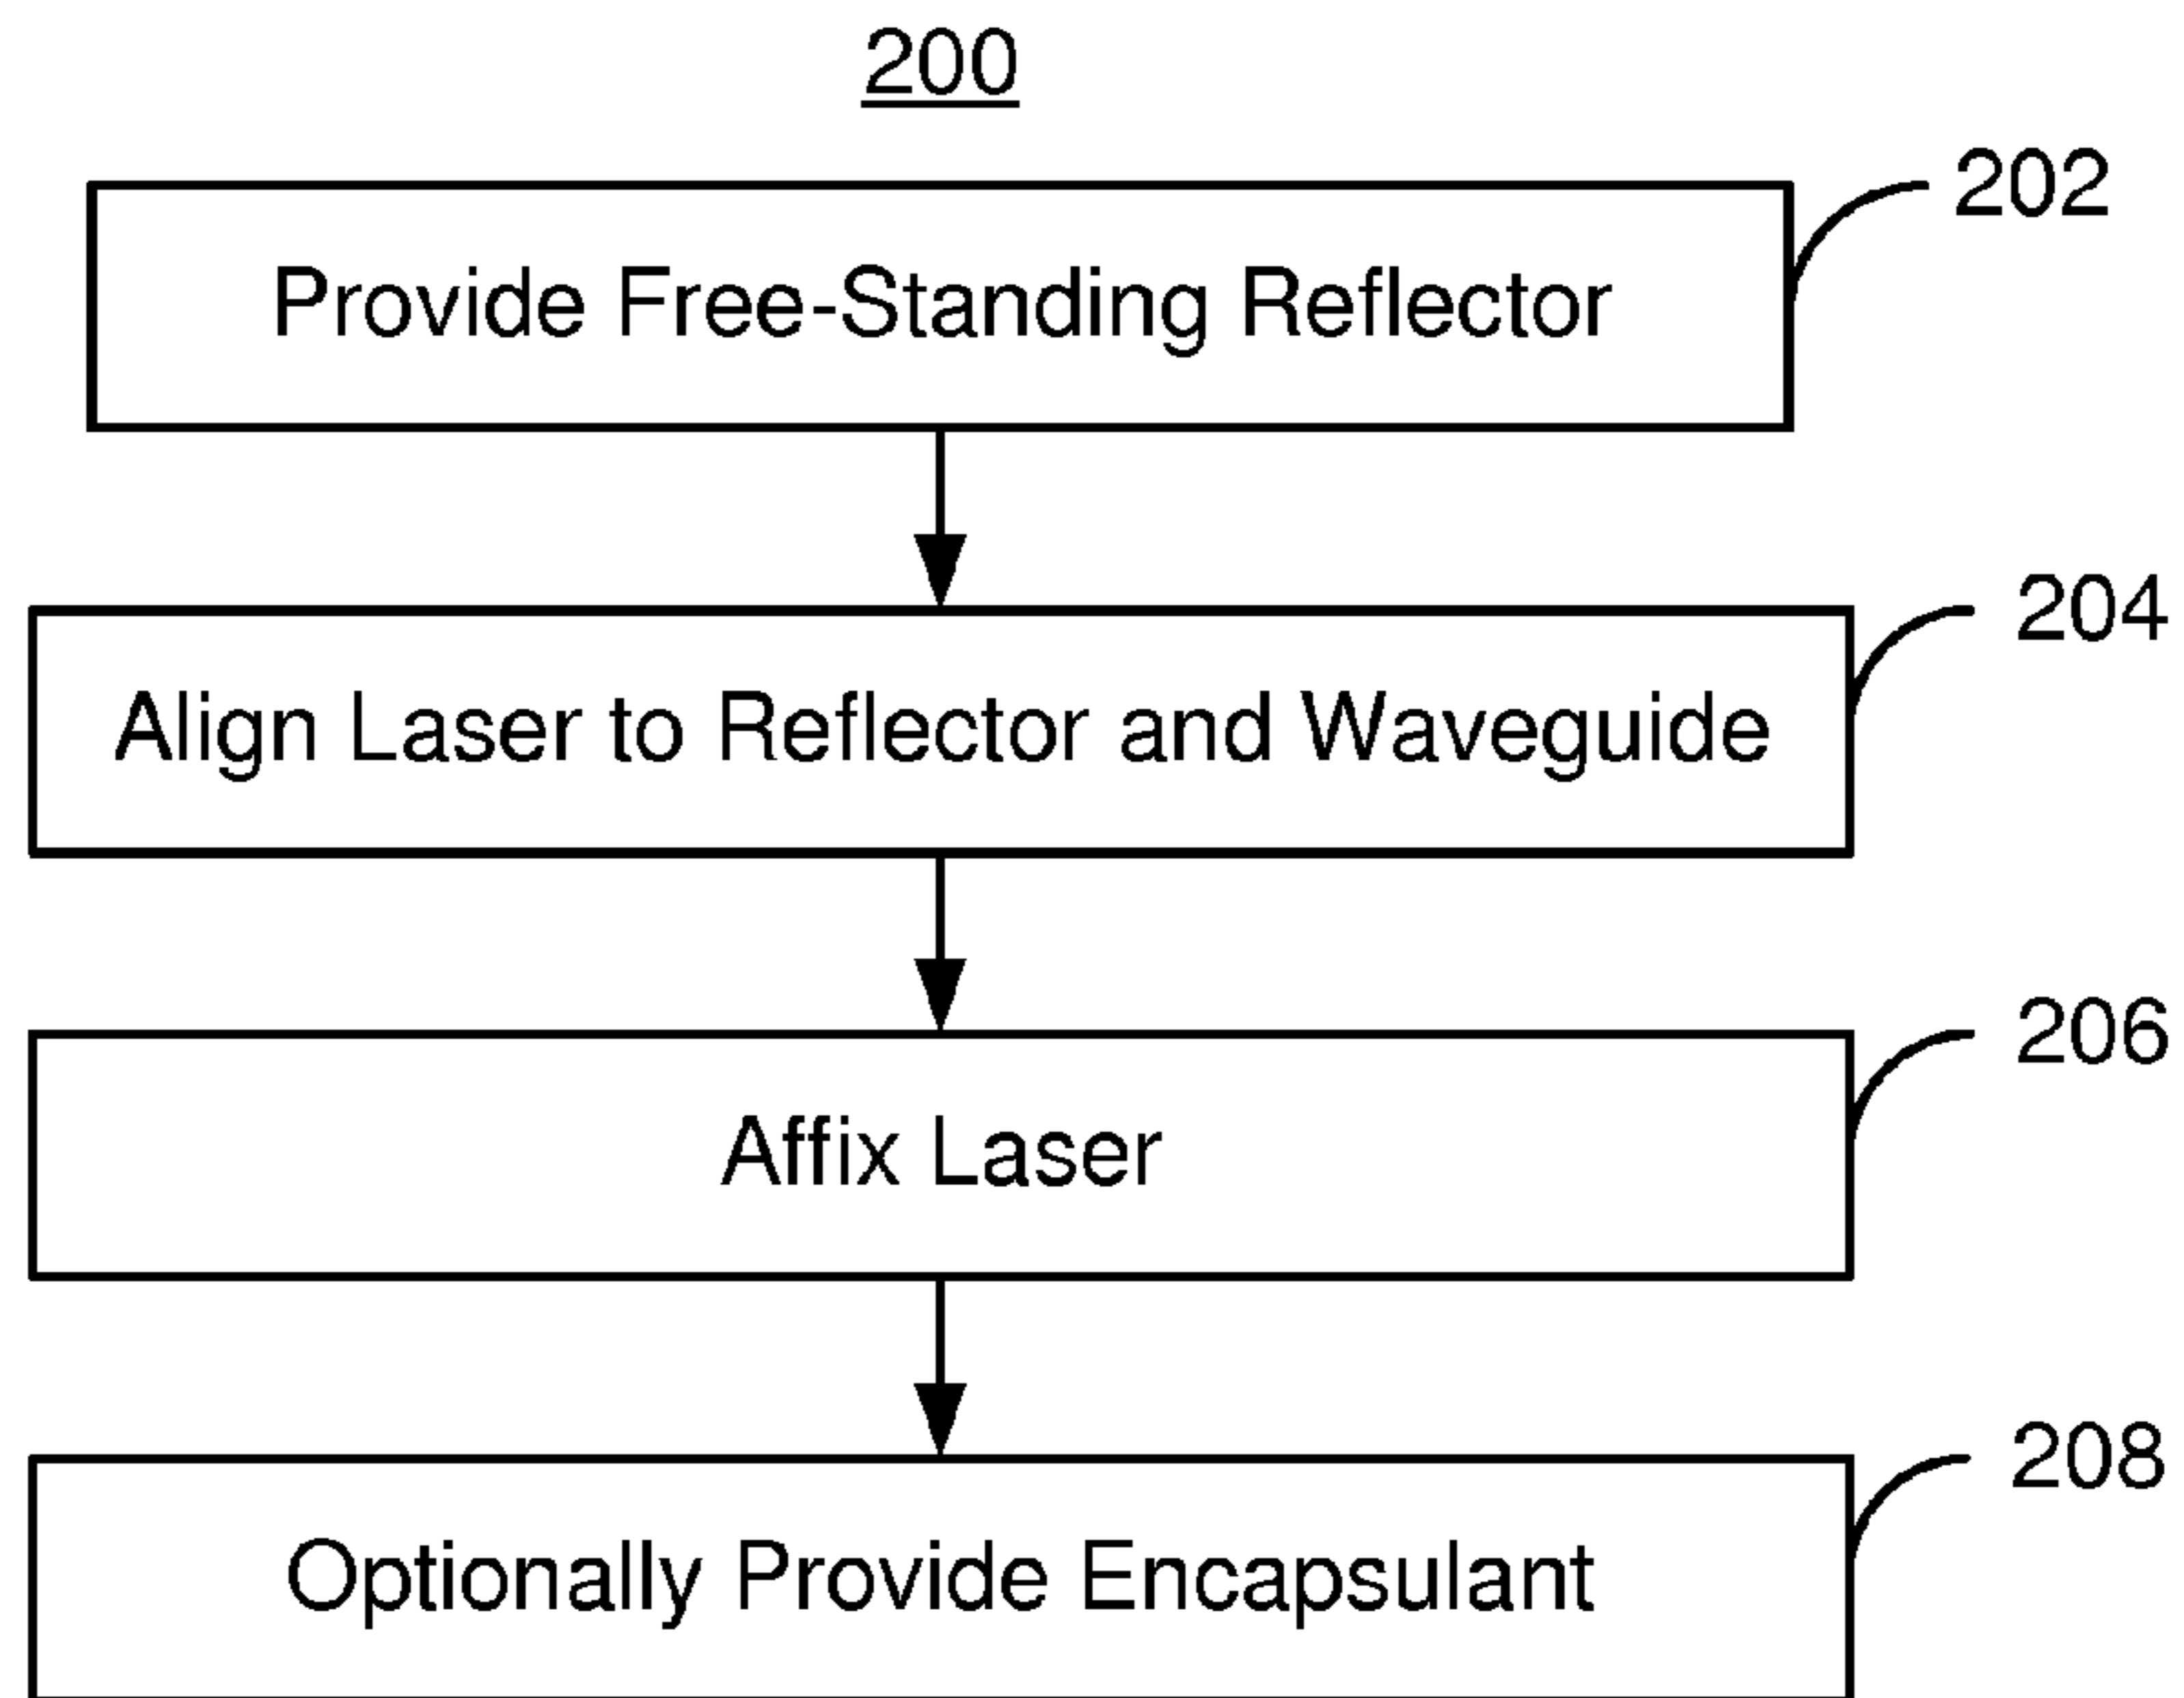 200
Provide Free-Standing Reflector
202
Align Laser to Reflector and Waveguide
204
Affix Laser
206
Optionally Provide Encapsulant
208